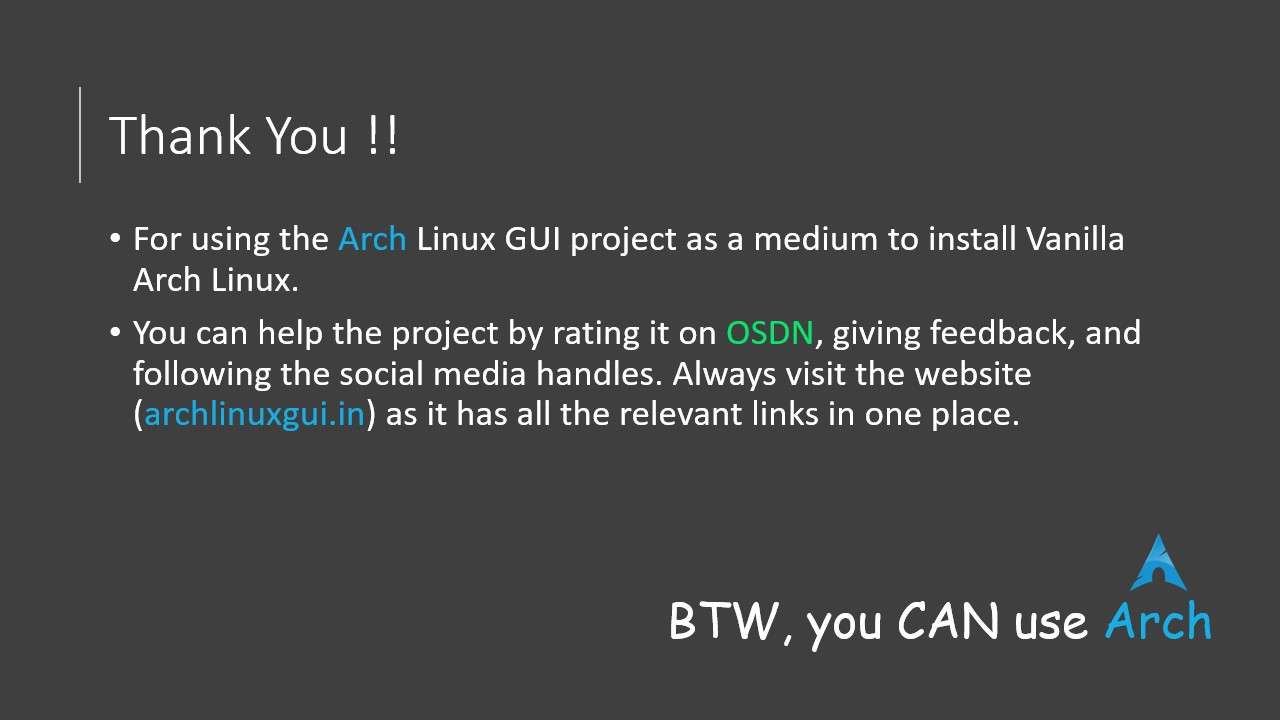 Thank You !!
• For using the Arch Linux GUI project as a medium to install Vanilla
Arch Linux.
• You can help the project by rating it on OSDN, giving feedback, and
following the social media handles. Always visit the website
(archlinuxgui.in) as it has all the relevant links in one place.
BTW, you CAN use Arch